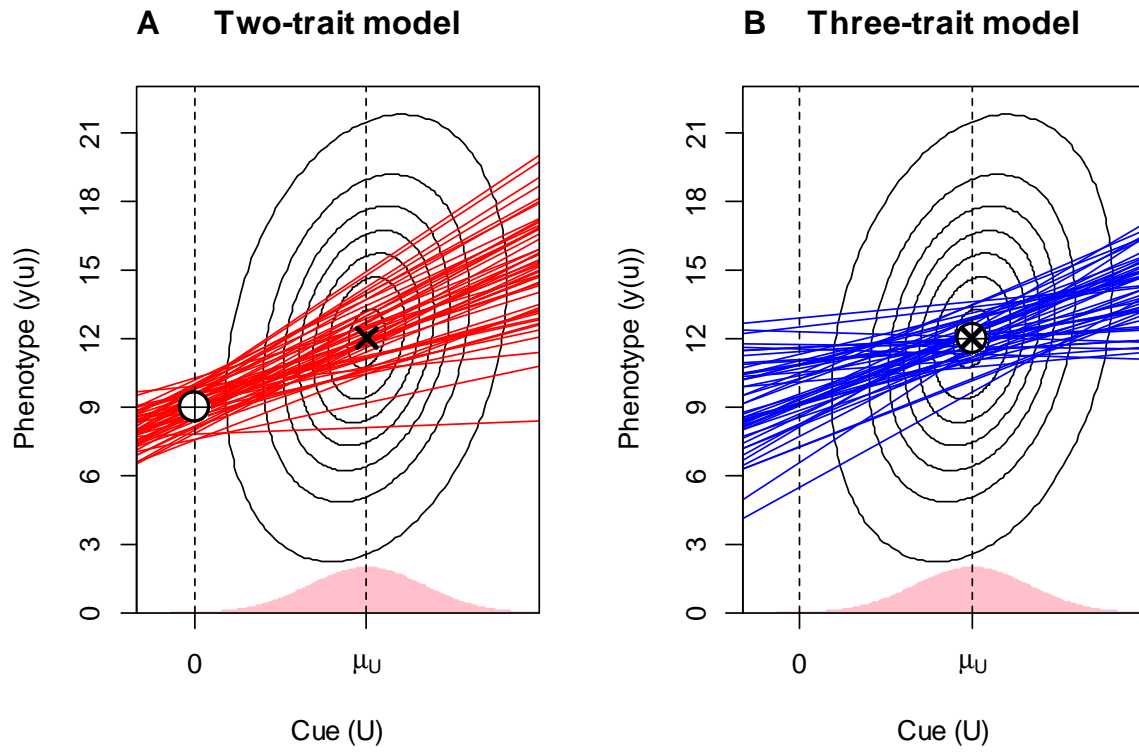 A Two-trait model
Phenotype (y(u))
21
18
15
12
9
6
3
0
0 μU
Cue (U)
B Three-trait model
Phenotype (y(u))
21
18
15
12
9
6
3
0
0 μU
Cue (U)